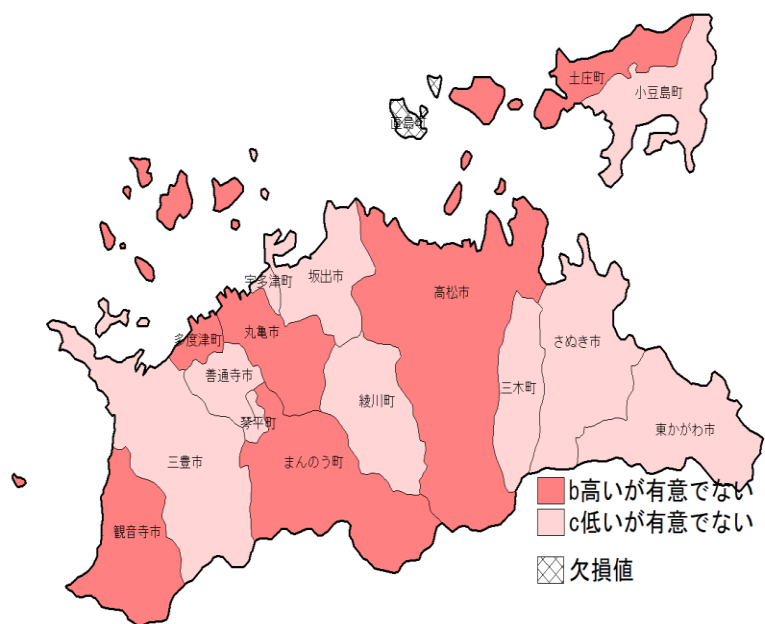 土庄町
小豆島町
直島町
坂出市
宇多津町
高松市
丸亀市
多度津町
さぬき市
善通寺市
三木町
綾川町
琴平町
東かがわ市
三豊市
まんのう町
観音寺市
b高いが有意でない
c低いが有意でない
欠損値